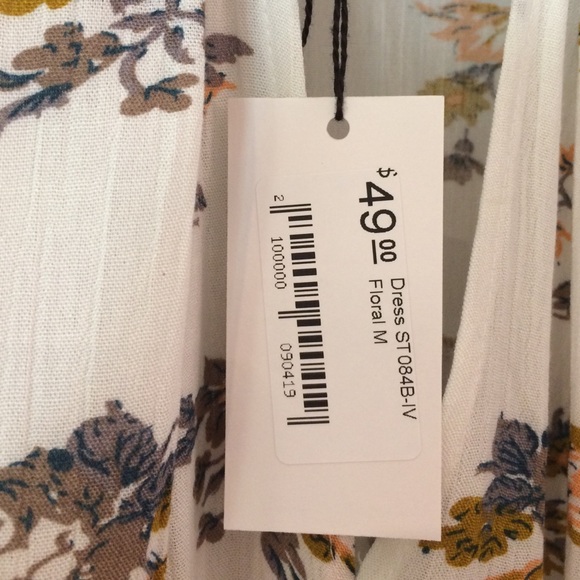 $49.00
Dress ST084B-IV
Floral M
2 100000 090419